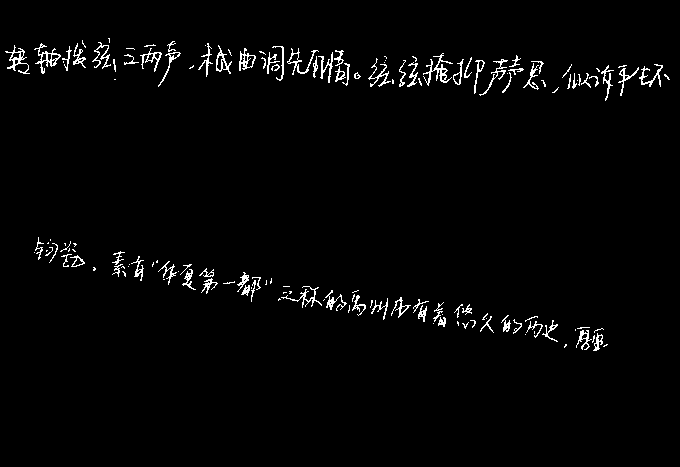 转轴拨弦三两声,未成曲调先有情。弦弦掩抑声声思,似诉平生不
钧瓷。素有“华夏第一都”之称的禹州市有着悠久的历史,